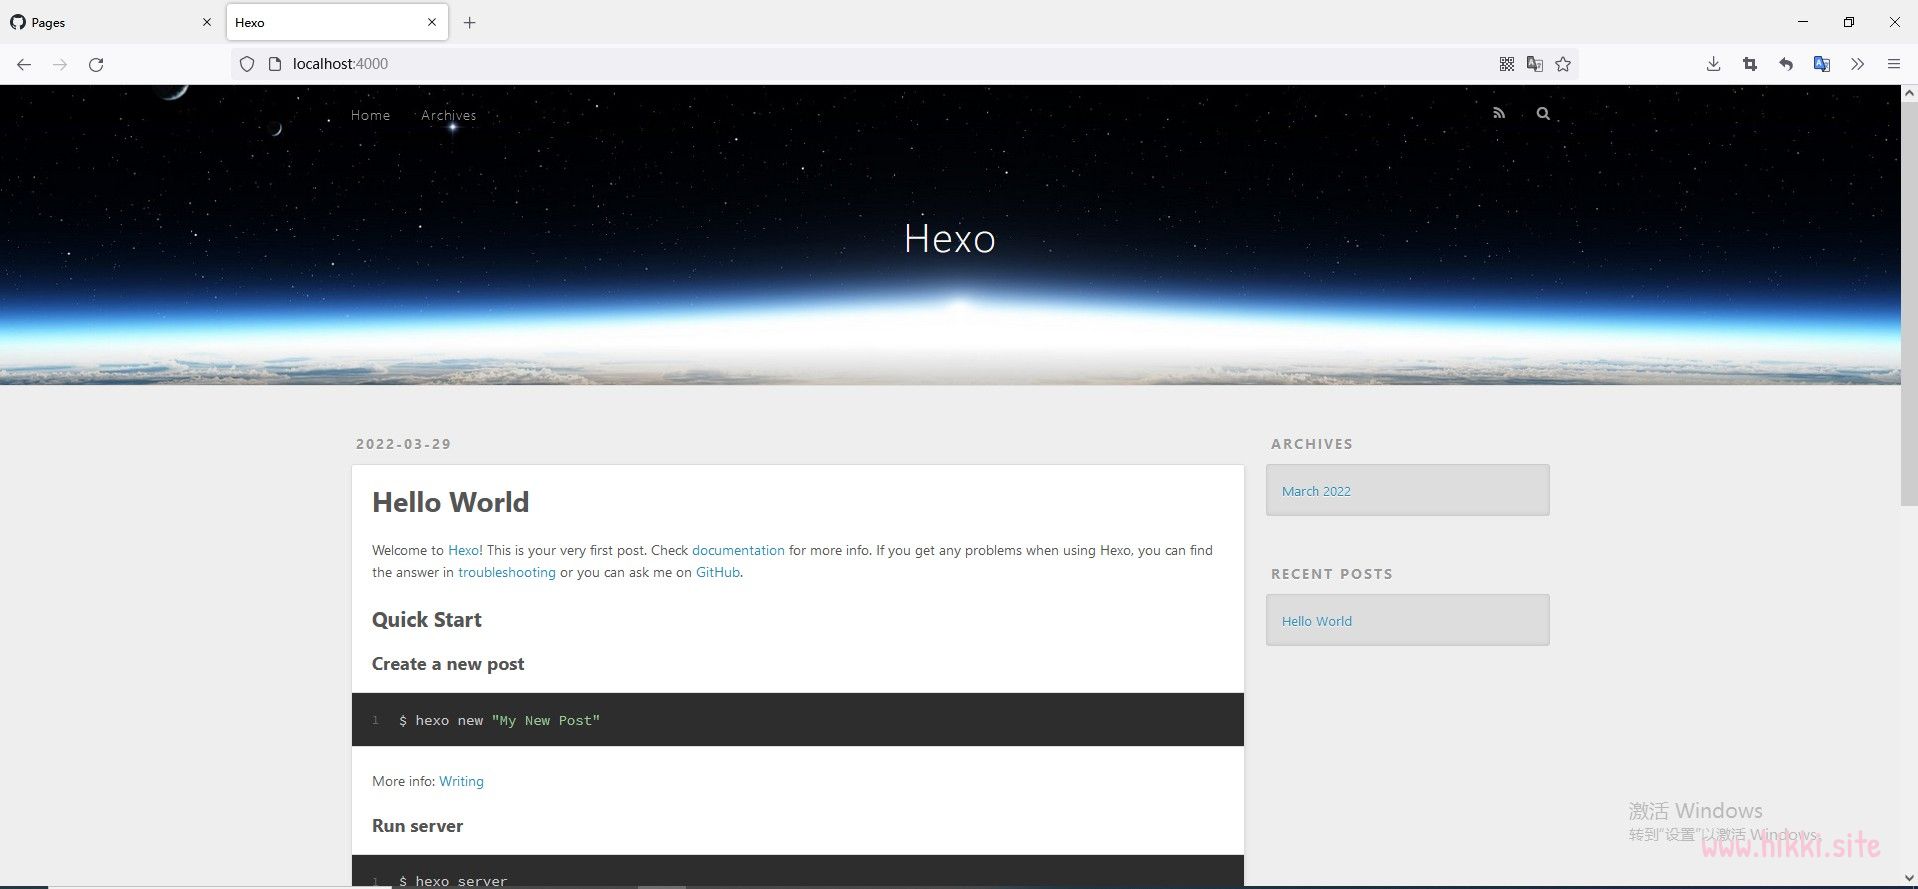 Pages
Hexo
localhost:4000
Home Archives
Hexo
2022-03-29
Hello World
Welcome to Hexo! This is your very first post. Check documentation for more info. If you get any problems when using Hexo, you can find
the answer in troubleshooting or you can ask me on GitHub.
Quick Start
Create a new post
1 $ hexo new "My New Post"
More info: Writing
Run server
1 $ hexo server
ARCHIVES
March 2022
RECENT POSTS
Hello World
激活 Windows
转到“设置”以激活 Windows。
www.hikki.site